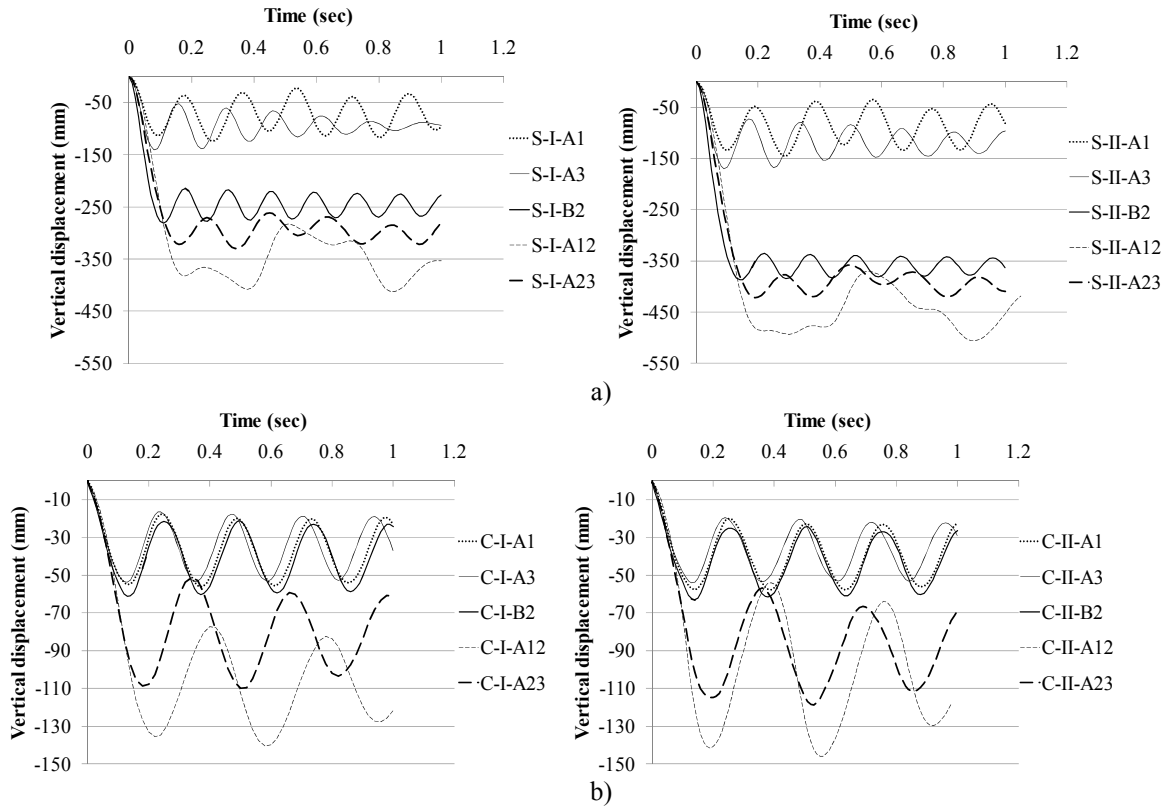 Time (sec)
0 0.2 0.4 0.6 0.8 1 1.2
Vertical displacement (mm)
-50
-150
-250
-350
-450
-550
S-I-A1
S-I-A3
S-I-B2
S-I-A12
S-I-A23
Time (sec)
0 0.2 0.4 0.6 0.8 1 1.2
Vertical displacement (mm)
-50
-150
-250
-350
-450
-550
S-II-A1
S-II-A3
S-II-B2
S-II-A12
S-II-A23
a)
Time (sec)
0 0.2 0.4 0.6 0.8 1 1.2
Vertical displacement (mm)
-10
-30
-50
-70
-90
-110
-130
-150
C-I-A1
C-I-A3
C-I-B2
C-I-A12
C-I-A23
Time (sec)
0 0.2 0.4 0.6 0.8 1 1.2
Vertical displacement (mm)
-10
-30
-50
-70
-90
-110
-130
-150
C-II-A1
C-II-A3
C-II-B2
C-II-A12
C-II-A23
b)